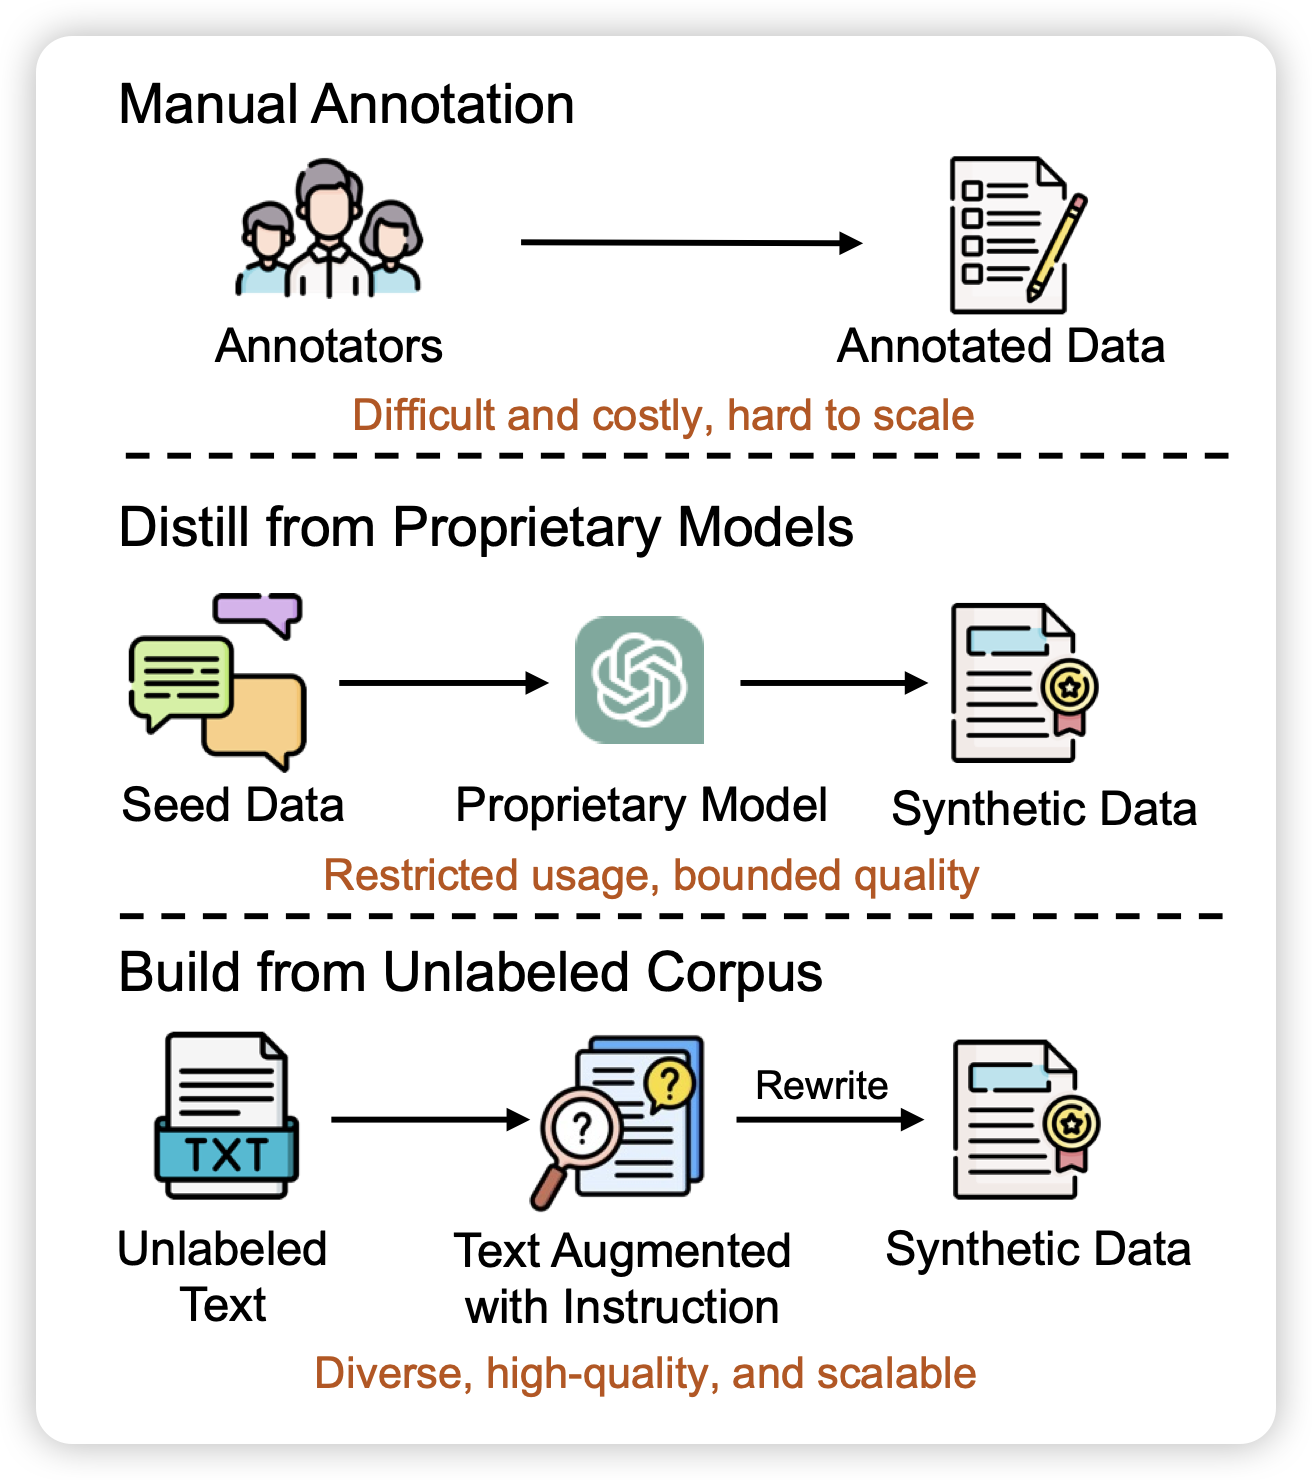 Manual Annotation
Annotators
Annotated Data
Difficult and costly, hard to scale
Distill from Proprietary Models
Seed Data
Proprietary Model
Synthetic Data
Restricted usage, bounded quality
Build from Unlabeled Corpus
TXT
?
?
Rewrite
Unlabeled
Text
Text Augmented
with Instruction
Synthetic Data
Diverse, high-quality, and scalable